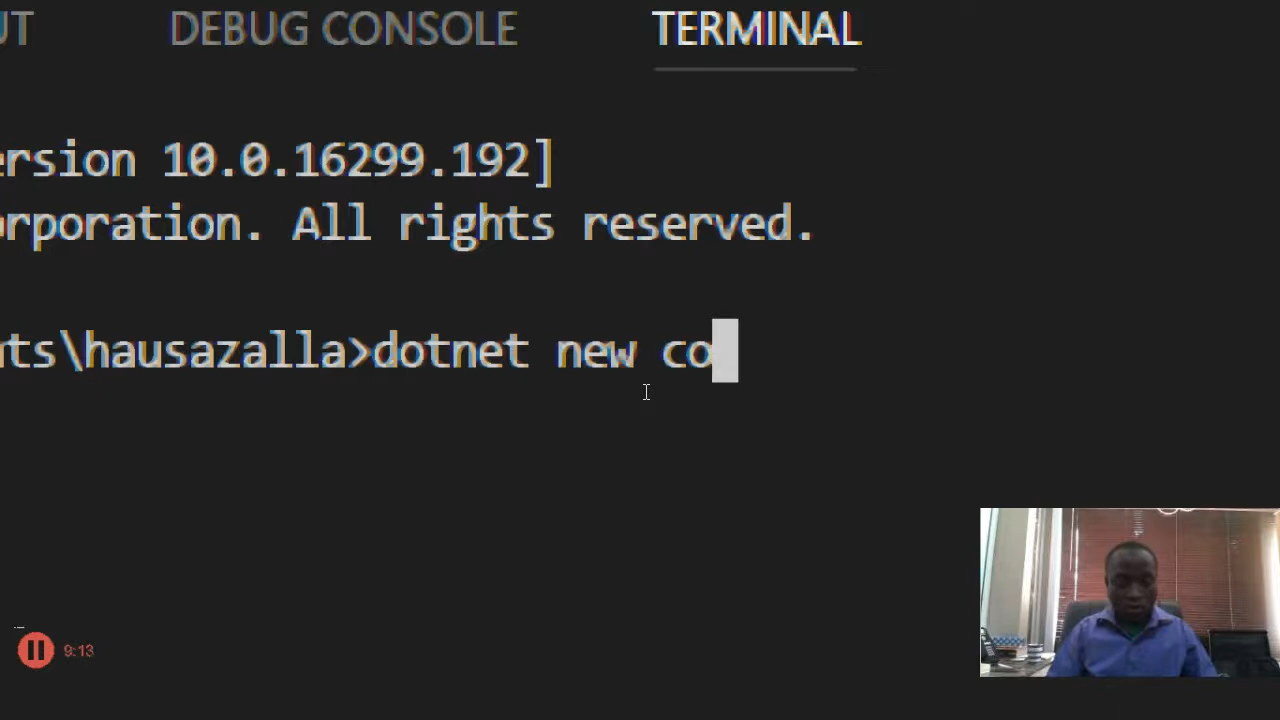 UT DEBUG CONSOLE TERMINAL
ersion 10.0.16299.192]
orporation. All rights reserved.
nts\hausazalla>dotnet new co
9:13